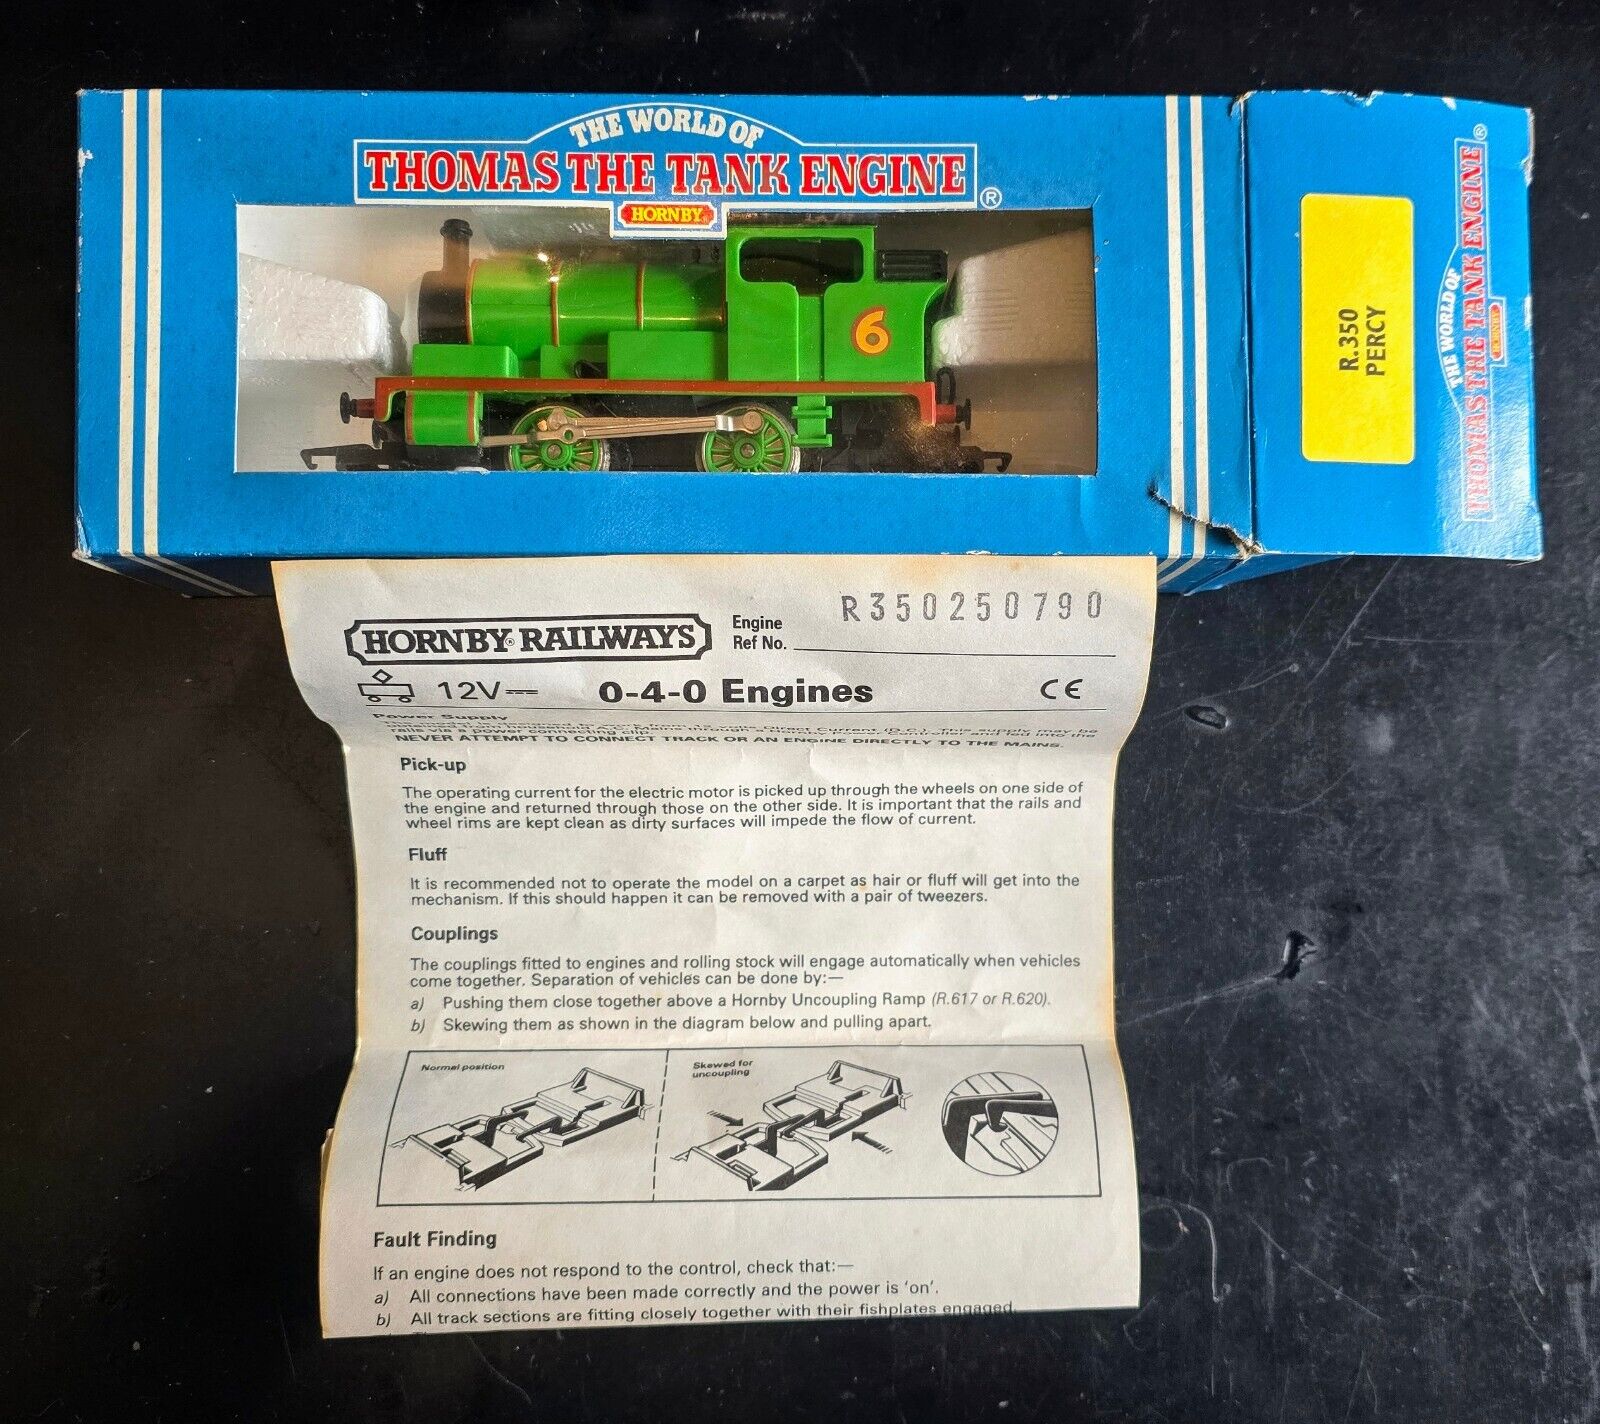 THE WORLD OF
THOMAS THE TANK ENGINE
®
HORNBY
6
R.350
PERCY
THE WORLD OF
THOMAS THE TANK ENGINE
®
HORNBY
HORNBY® RAILWAYS
Engine
Ref No.
R350250790
12V
0-4-0 Engines
CE
Power Supply
rails via a power connecting clip.
NEVER ATTEMPT TO CONNECT TRACK OR AN ENGINE DIRECTLY TO THE MAINS.
Pick-up
The operating current for the electric motor is picked up through the wheels on one side of
the engine and returned through those on the other side. It is important that the rails and
wheel rims are kept clean as dirty surfaces will impede the flow of current.
Fluff
It is recommended not to operate the model on a carpet as hair or fluff will get into the
mechanism. If this should happen it can be removed with a pair of tweezers.
Couplings
The couplings fitted to engines and rolling stock will engage automatically when vehicles
come together. Separation of vehicles can be done by:—
a) Pushing them close together above a Hornby Uncoupling Ramp (R.617 or R.620).
b) Skewing them as shown in the diagram below and pulling apart.
Normal position
Skewed for
uncoupling
Fault Finding
If an engine does not respond to the control, check that:—
a) All connections have been made correctly and the power is 'on'.
b) All track sections are fitting closely together with their fishplates engaged.